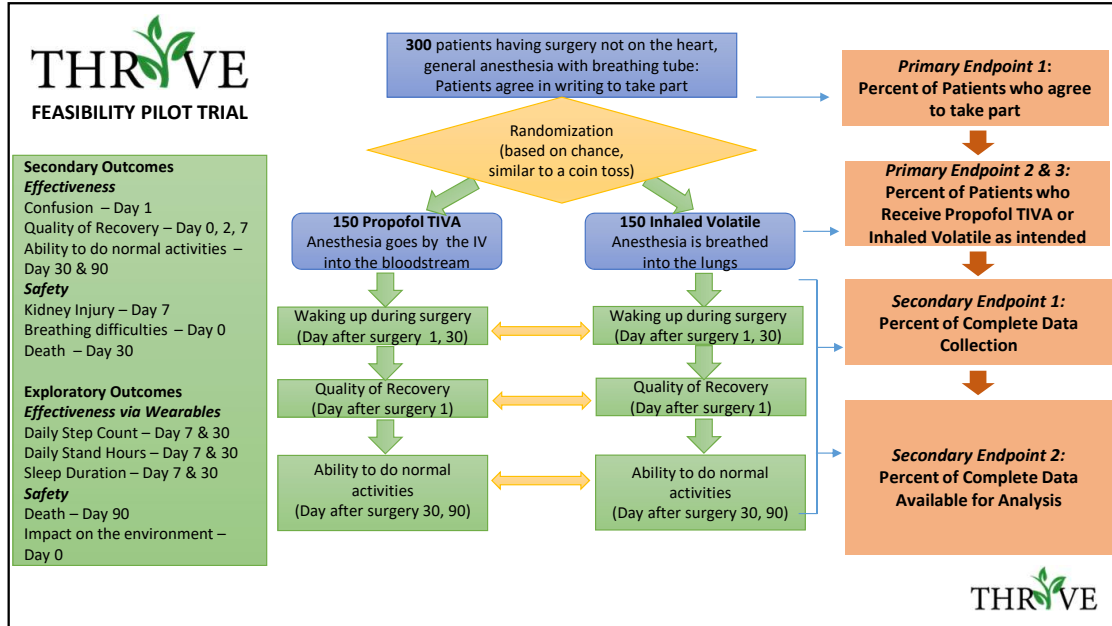 THRIVE
FEASIBILITY PILOT TRIAL
300 patients having surgery not on the heart,
general anesthesia with breathing tube:
Patients agree in writing to take part
Randomization
(based on chance,
similar to a coin toss)
Secondary Outcomes
Effectiveness
Confusion – Day 1
Quality of Recovery – Day 0, 2, 7
Ability to do normal activities –
Day 30 & 90
Safety
Kidney Injury – Day 7
Breathing difficulties – Day 0
Death – Day 30
Exploratory Outcomes
Effectiveness via Wearables
Daily Step Count – Day 7 & 30
Daily Stand Hours – Day 7 & 30
Sleep Duration – Day 7 & 30
Safety
Death – Day 90
Impact on the environment –
Day 0
150 Propofol TIVA
Anesthesia goes by the IV
into the bloodstream
Waking up during surgery
(Day after surgery 1, 30)
Quality of Recovery
(Day after surgery 1)
Ability to do normal
activities
(Day after surgery 30, 90)
150 Inhaled Volatile
Anesthesia is breathed
into the lungs
Waking up during surgery
(Day after surgery 1, 30)
Quality of Recovery
(Day after surgery 1)
Ability to do normal
activities
(Day after surgery 30, 90)
Primary Endpoint 1:
Percent of Patients who agree
to take part
Primary Endpoint 2 & 3:
Percent of Patients who
Receive Propofol TIVA or
Inhaled Volatile as intended
Secondary Endpoint 1:
Percent of Complete Data
Collection
Secondary Endpoint 2:
Percent of Complete Data
Available for Analysis
THRIVE